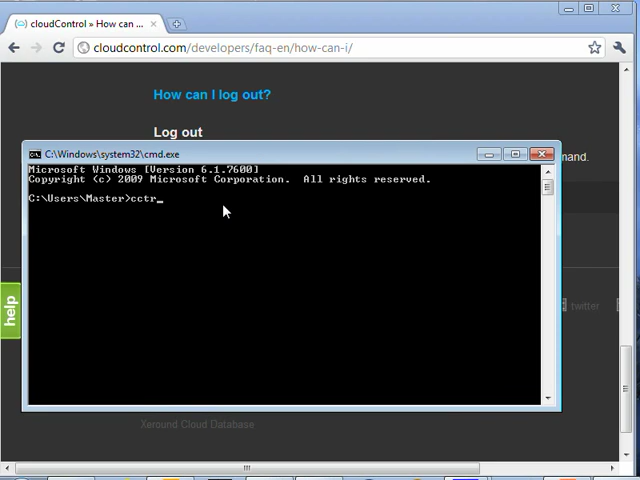 cloudControl » How can ...
cloudcontrol.com/developers/faq-en/how-can-i/
How can I log out?
Log out
mand.
C:\Windows\system32\cmd.exe
Microsoft Windows [Version 6.1.7600]
Copyright (c) 2009 Microsoft Corporation.  All rights reserved.
C:\Users\Master>cctr_
help
twitter
Xeround Cloud Database